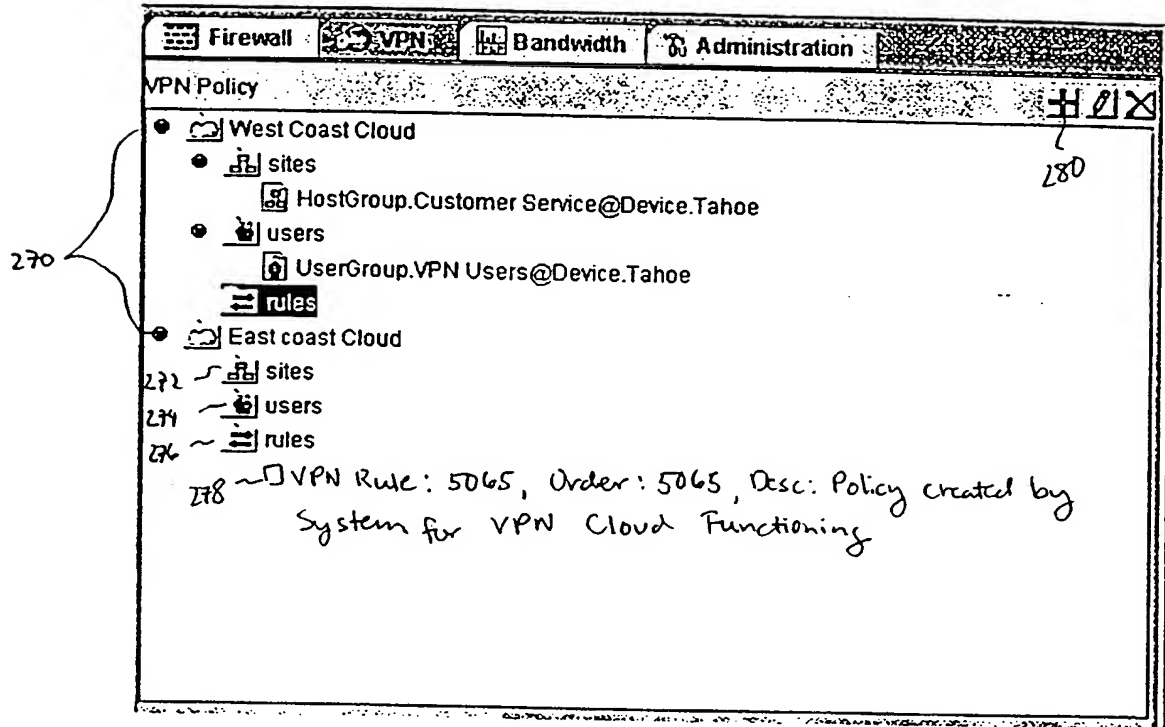 Firewall VPN Bandwidth Administration
VPN Policy
280
West Coast Cloud
sites
HostGroup.Customer Service@Device.Tahoe
users
270
UserGroup.VPN Users@Device.Tahoe
rules
East coast Cloud
272 sites
274 users
276 rules
278 VPN Rule: 5065, Order: 5065, Desc: Policy created by
System for VPN Cloud Functioning